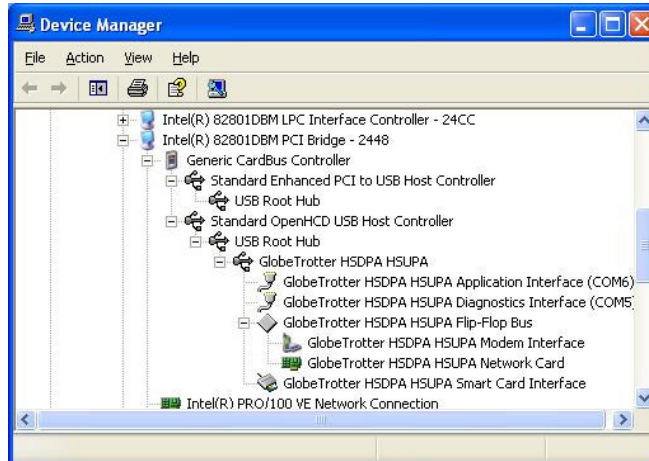 Device Manager
File Action View Help
Intel(R) 82801DBM LPC Interface Controller - 24CC
Intel(R) 82801DBM PCI Bridge - 2448
Generic CardBus Controller
Standard Enhanced PCI to USB Host Controller
USB Root Hub
Standard OpenHCD USB Host Controller
USB Root Hub
GlobeTrotter HSDPA HSUPA
GlobeTrotter HSDPA HSUPA Application Interface (COM6)
GlobeTrotter HSDPA HSUPA Diagnostics Interface (COM5)
GlobeTrotter HSDPA HSUPA Flip-Flop Bus
GlobeTrotter HSDPA HSUPA Modem Interface
GlobeTrotter HSDPA HSUPA Network Card
GlobeTrotter HSDPA HSUPA Smart Card Interface
Intel(R) PRO/100 VE Network Connection